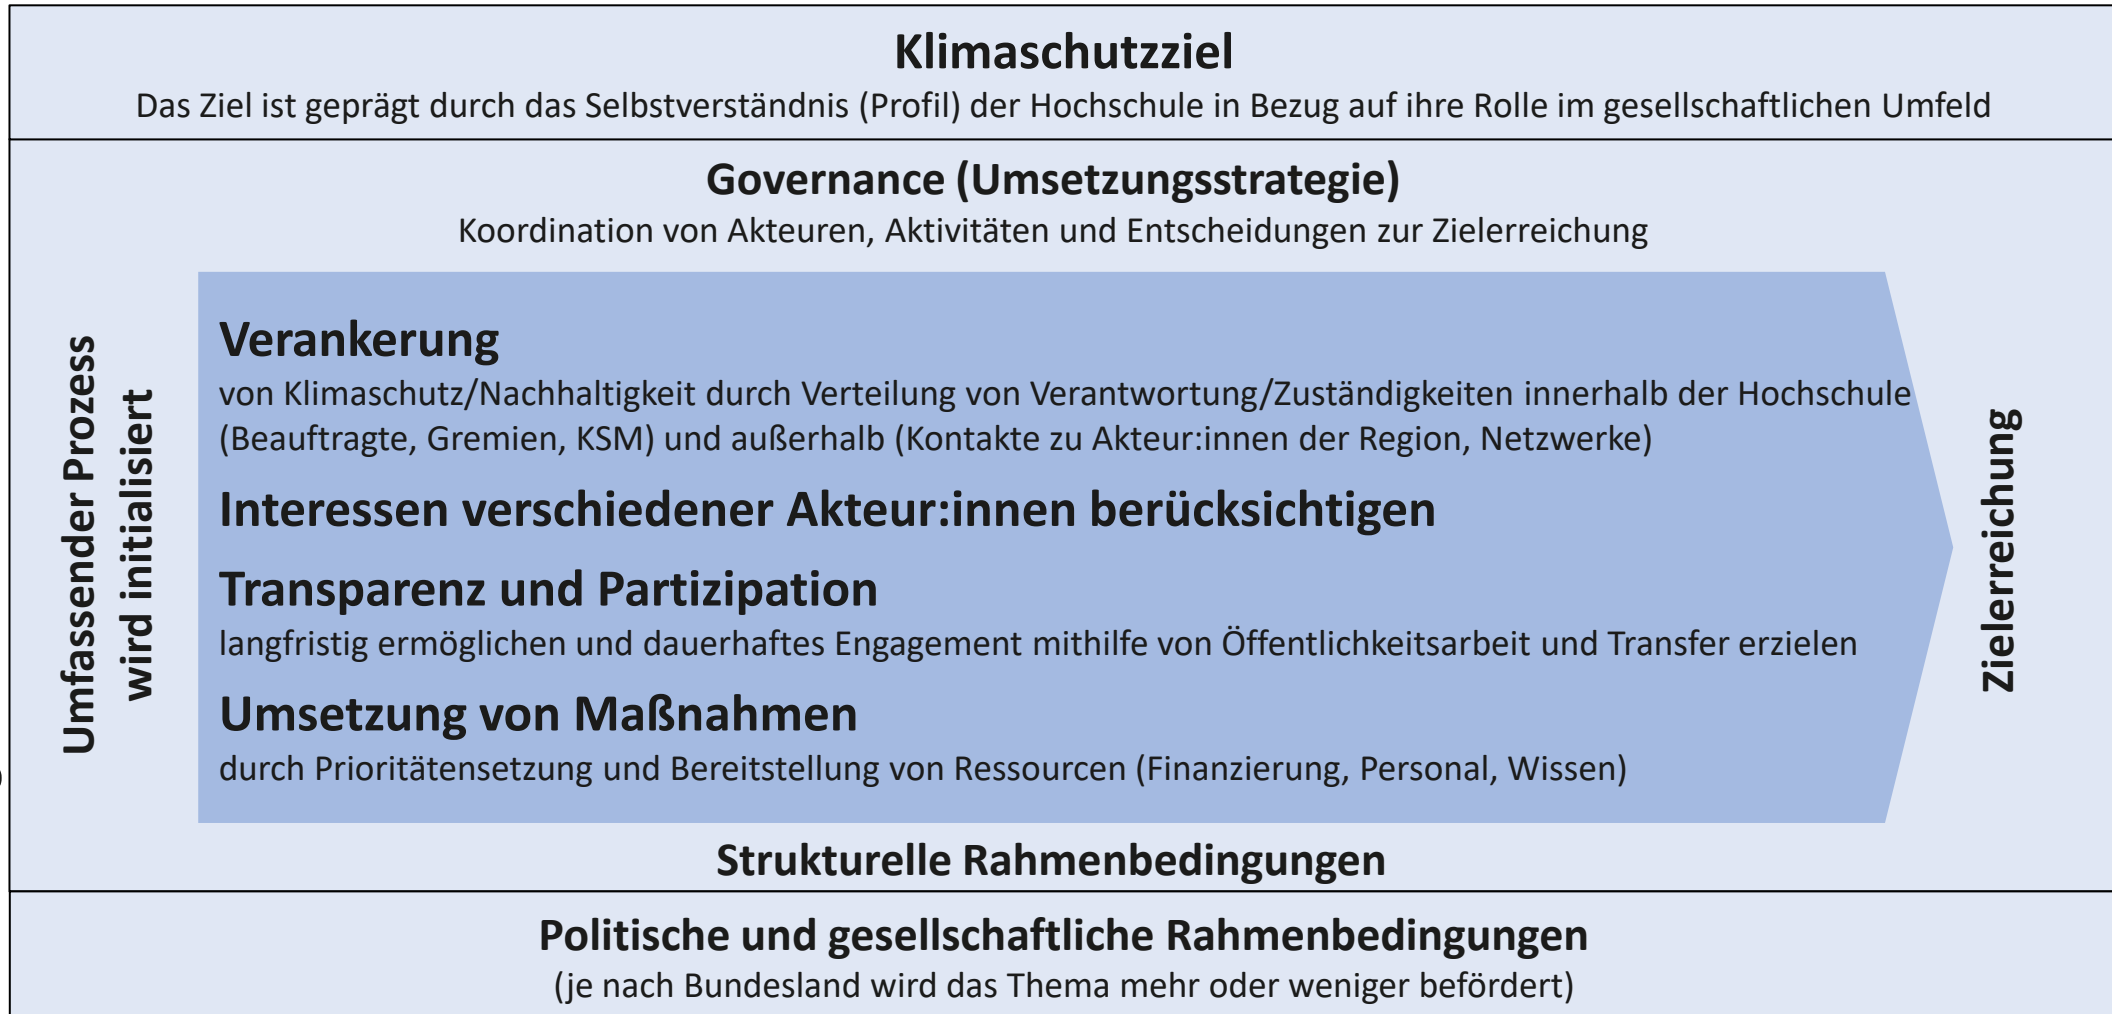 Klimaschutzziel
Das Ziel ist geprägt durch das Selbstverständnis (Profil) der Hochschule in Bezug auf ihre Rolle im gesellschaftlichen Umfeld
Governance (Umsetzungsstrategie)
Koordination von Akteuren, Aktivitäten und Entscheidungen zur Zielerreichung
Umfassender Prozess
wird initialisiert
Verankerung
von Klimaschutz/Nachhaltigkeit durch Verteilung von Verantwortung/Zuständigkeiten innerhalb der Hochschule
(Beauftragte, Gremien, KSM) und außerhalb (Kontakte zu Akteur:innen der Region, Netzwerke)
Interessen verschiedener Akteur:innen berücksichtigen
Transparenz und Partizipation
langfristig ermöglichen und dauerhaftes Engagement mithilfe von Öffentlichkeitsarbeit und Transfer erzielen
Umsetzung von Maßnahmen
durch Prioritätensetzung und Bereitstellung von Ressourcen (Finanzierung, Personal, Wissen)
Zielerreichung
Strukturelle Rahmenbedingungen
Politische und gesellschaftliche Rahmenbedingungen
(je nach Bundesland wird das Thema mehr oder weniger befördert)